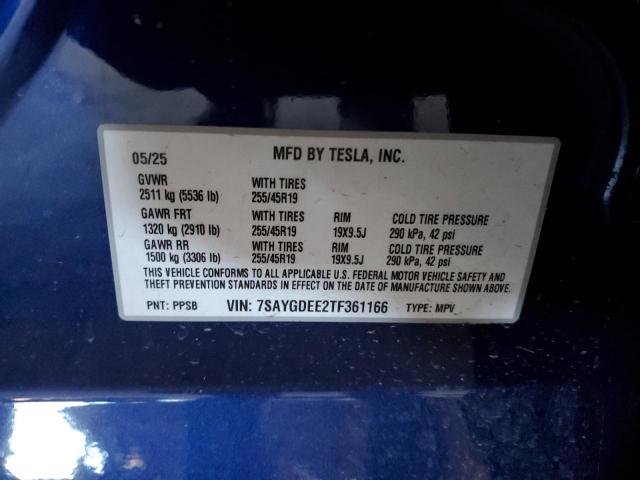 05/25 MFD BY TESLA, INC.
GVWR WITH TIRES
2511 kg (5536 lb) 255/45R19
GAWR FRT WITH TIRES RIM COLD TIRE PRESSURE
1320 kg (2910 lb) 255/45R19 19X9.5J 290 kPa, 42 psi
GAWR RR WITH TIRES RIM COLD TIRE PRESSURE
1500 kg (3306 lb) 255/45R19 19X9.5J 290 kPa, 42 psi
THIS VEHICLE CONFORMS TO ALL APPLICABLE U.S. FEDERAL MOTOR VEHICLE SAFETY AND
THEFT PREVENTION STANDARDS IN EFFECT ON THE DATE OF MANUFACTURE SHOWN ABOVE.
PNT: PPSB VIN: 7SAYGDEE2TF361166 TYPE: MPV